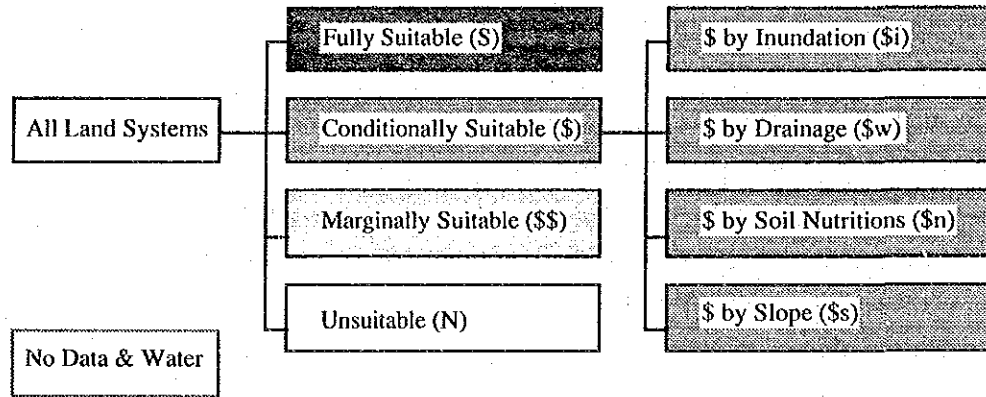 Fully Suitable (S)
$ by Inundation ($i)
All Land Systems
Conditionally Suitable ($)
$ by Drainage ($w)
Marginally Suitable ($$)
$ by Soil Nutritions ($n)
Unsuitable (N)
$ by Slope ($s)
No Data & Water